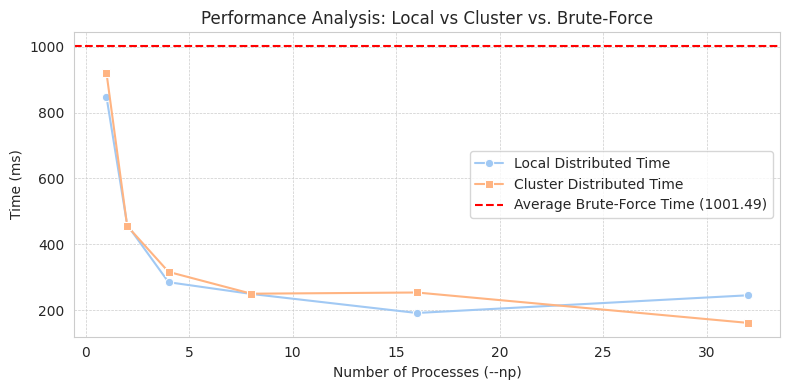 Performance Analysis: Local vs Cluster vs. Brute-Force
1000
800
600
400
200
Time (ms)
Local Distributed Time
Cluster Distributed Time
Average Brute-Force Time (1001.49)
0 5 10 15 20 25 30
Number of Processes (--np)